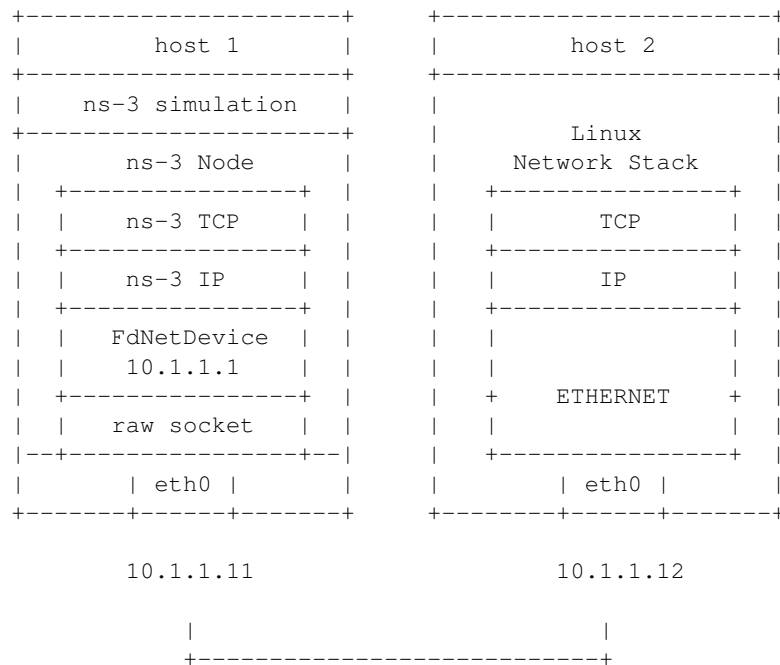 host 1 host 2
ns-3 simulation
Linux
ns-3 Node Network Stack
ns-3 TCP TCP
ns-3 IP IP
FdNetDevice
10.1.1.1
ETHERNET
raw socket
eth0 eth0
10.1.1.11 10.1.1.12